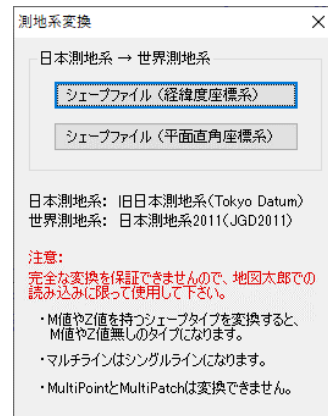 測地系変換
日本測地系 → 世界測地系
シェープファイル（経緯度座標系）
シェープファイル（平面直角座標系）
日本測地系： 旧日本測地系(Tokyo Datum)
世界測地系： 日本測地系2011(JGD2011)
注意：
完全な変換を保証できませんので、地図太郎での
読み込みに限って使用して下さい。
・M値やZ値を持つシェープタイプを変換すると、
M値やZ値無しのタイプになります。
・マルチラインはシングルラインになります。
・MultiPointとMultiPatchは変換できません。